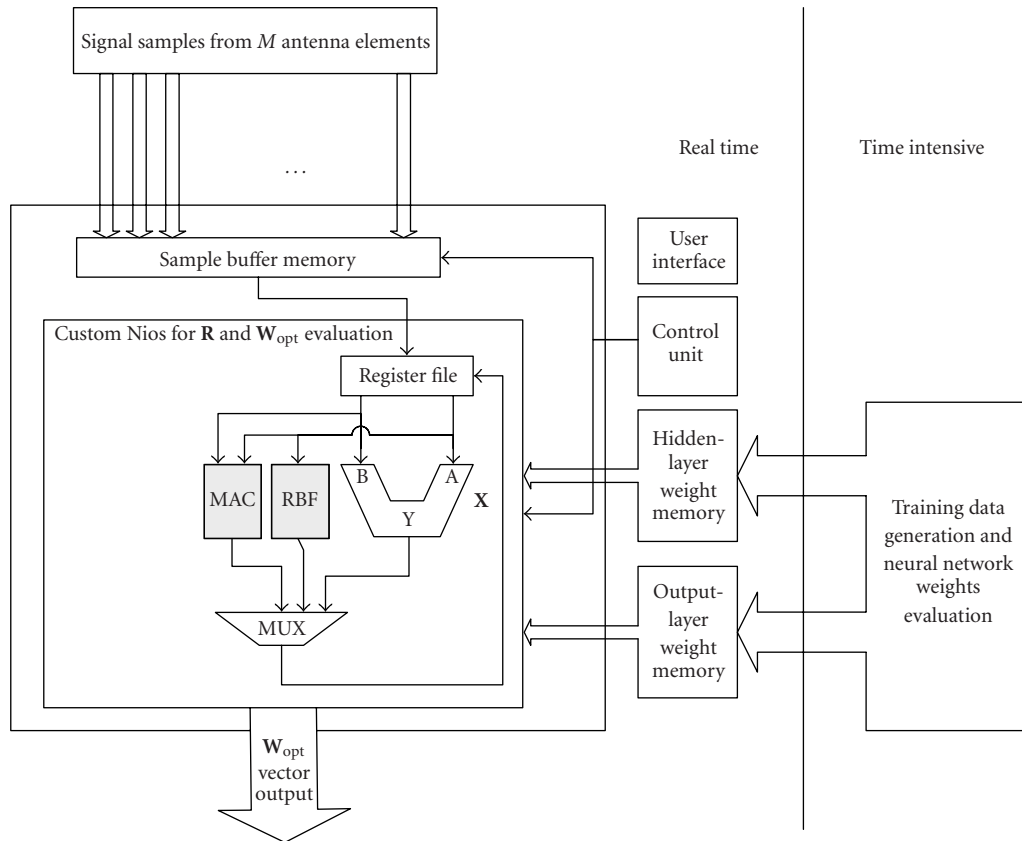 Signal samples from M antenna elements
Real time
Time intensive
...
Sample buffer memory
User
interface
Custom Nios for R and Wopt evaluation
Control
unit
Register file
Hidden-
layer
weight
memory
MAC
RBF
B
A
Y
X
Training data
generation and
neural network
weights
evaluation
Output-
layer
weight
memory
MUX
Wopt
vector
output